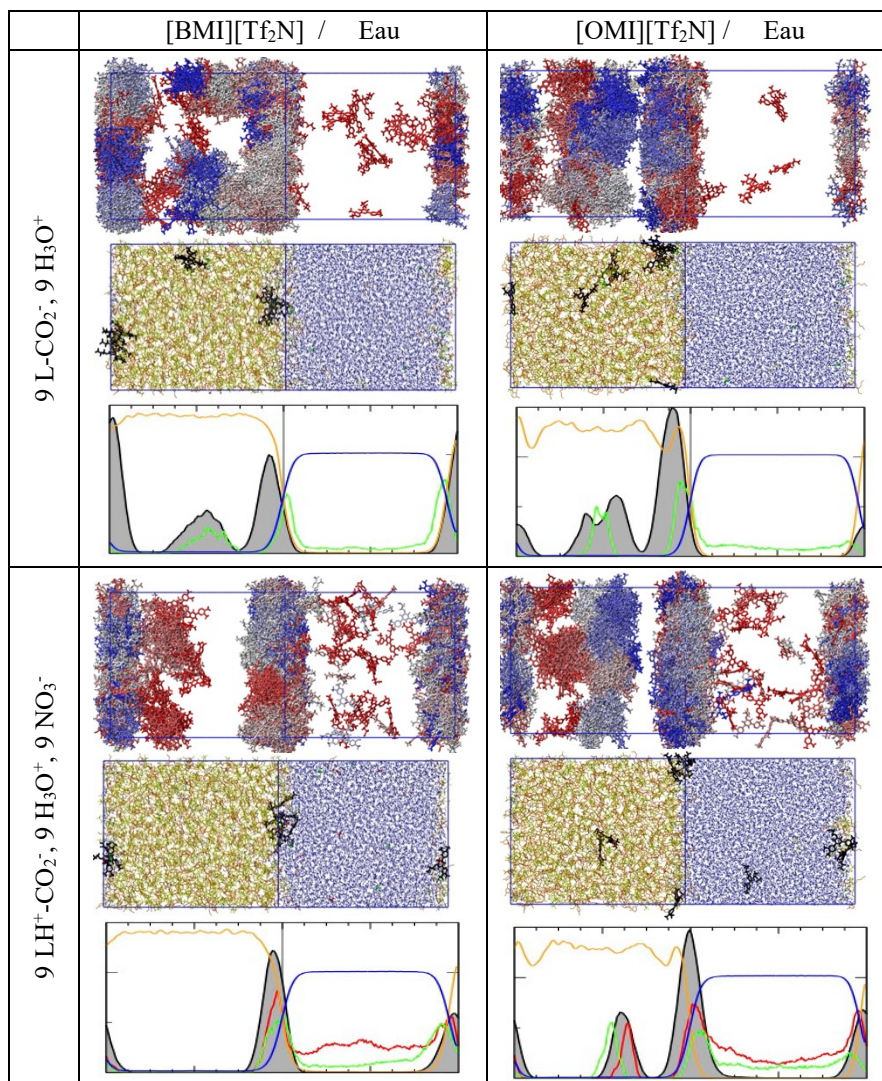 [BMI][Tf₂N] / Eau
[OMI][Tf₂N] / Eau
9 L-CO₂⁻, 9 H₃O⁺
9 LH⁺-CO₂⁻, 9 H₃O⁺, 9 NO₃⁻